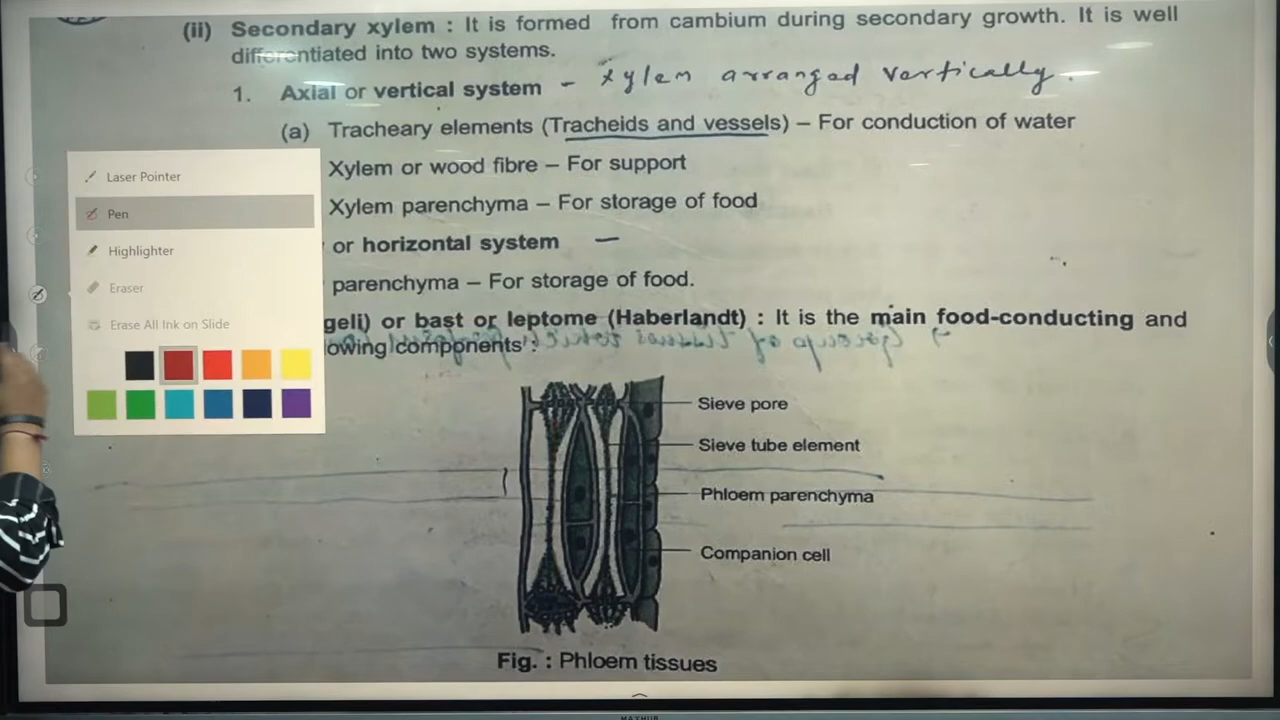 (ii) Secondary xylem : It is formed from cambium during secondary growth. It is well
differentiated into two systems.
1. Axial or vertical system – xylem arranged vertically.
(a) Tracheary elements (Tracheids and vessels) – For conduction of water
Xylem or wood fibre – For support
Xylem parenchyma – For storage of food
or horizontal system –
parenchyma – For storage of food.
geli) or bast or leptome (Haberlandt) : It is the main food-conducting and
owing components :
Laser Pointer
Pen
Highlighter
Eraser
Erase All Ink on Slide
Sieve pore
Sieve tube element
Phloem parenchyma
Companion cell
Fig. : Phloem tissues